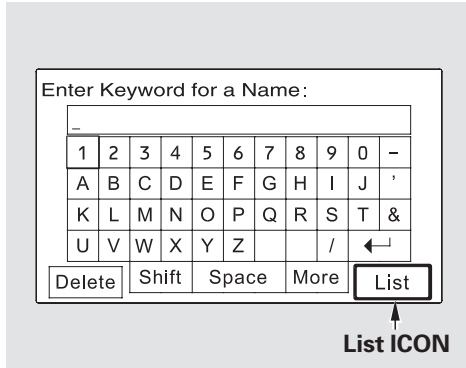 Enter Keyword for a Name:
_
1 2 3 4 5 6 7 8 9 0 –
A B C D E F G H I J ’
K L M N O P Q R S T &
U V W X Y Z / ↵
Delete Shift Space More List
List ICON